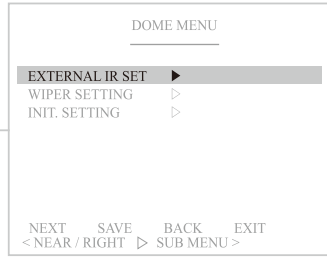 DOME MENU
EXTERNAL IR SET ▶
WIPER SETTING ▷
INIT. SETTING ▷
NEXT SAVE BACK EXIT
< NEAR / RIGHT ▷ SUB MENU >